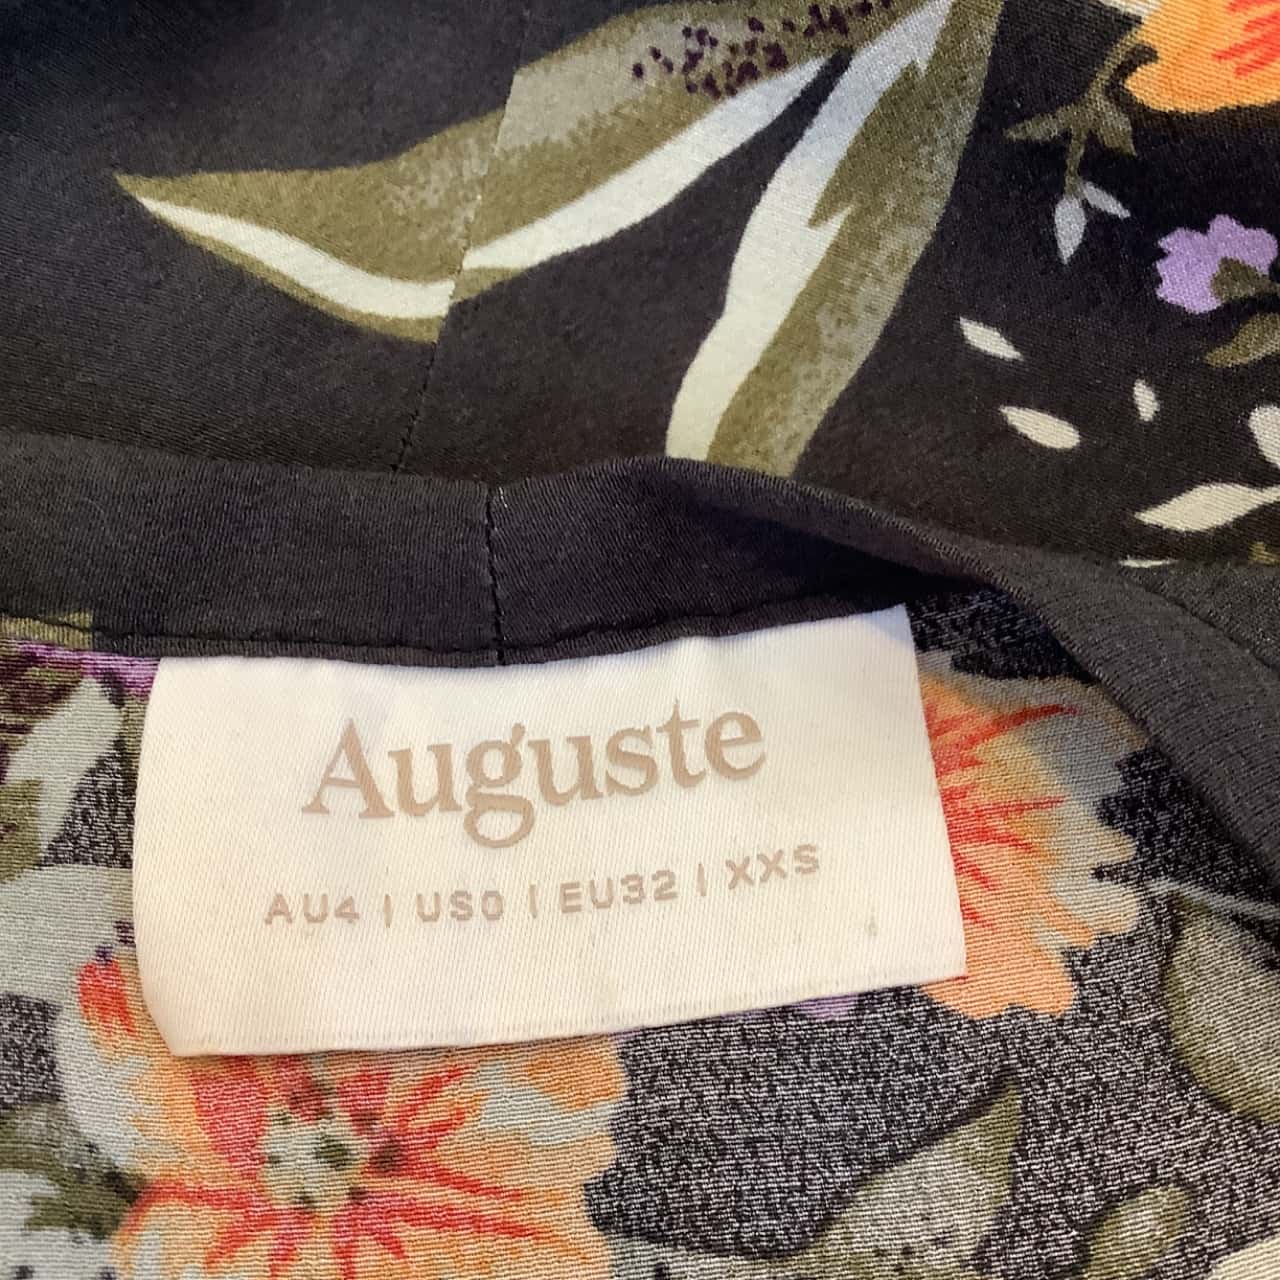 Auguste
AU4 | US0 | EU32 | XXS